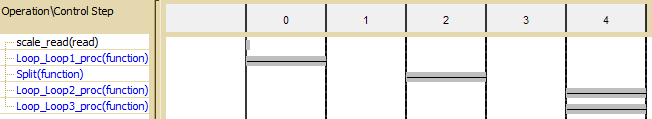 Operation\Control Step
0 1 2 3 4
scale_read(read)
Loop_Loop1_proc(function)
Split(function)
Loop_Loop2_proc(function)
Loop_Loop3_proc(function)